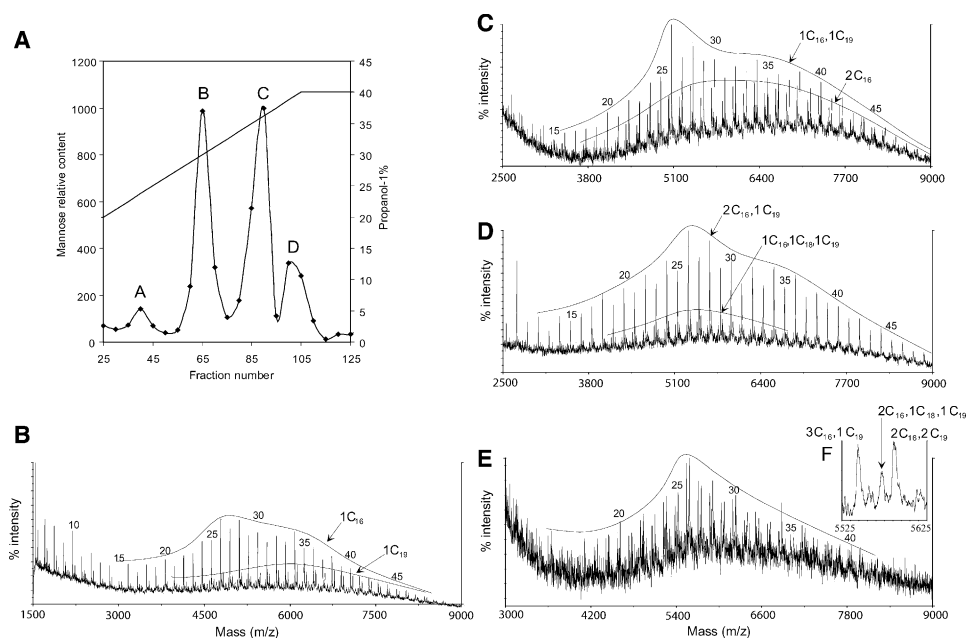 A
1200
1000
800
600
400
200
0
Mannose relative content
45
40
35
30
25
20
15
10
5
0
Propanol-1%
A
B
C
D
25 45 65 85 105 125
Fraction number
B
% intensity
10
15
20
25
30
35
40
45
1C16
1C19
1500 3000 4500 6000 7500 9000
Mass (m/z)
C
% intensity
15
20
25
30
35
40
45
1C16,1C19
2C16
2500 3800 5100 6400 7700 9000
D
% intensity
15
20
25
30
35
40
45
2C16,1C19
1C16,1C18,1C19
2500 3800 5100 6400 7700 9000
E
% intensity
20
25
30
35
40
3000 4200 5400 6600 7800 9000
Mass (m/z)
F
2C16,1C18,1C19
3C16,1C19 2C16,2C19
5525 5625